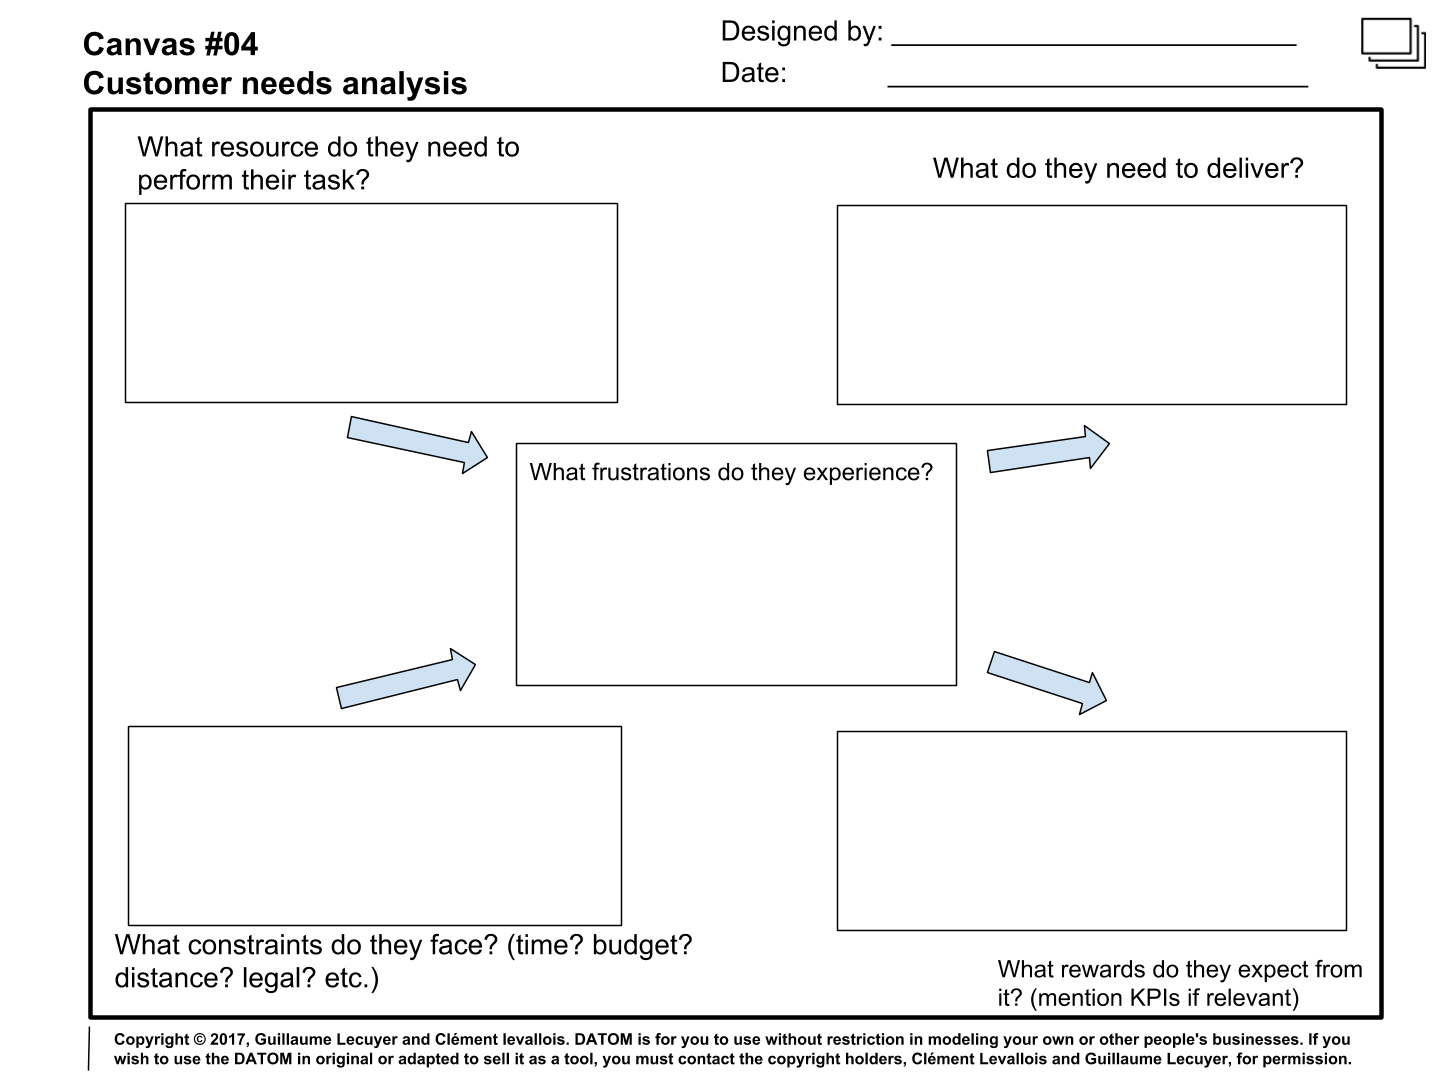 Canvas #04
Customer needs analysis
Designed by: ___________________________
Date: ____________________________
What resource do they need to
perform their task?
What do they need to deliver?
What frustrations do they experience?
What constraints do they face? (time? budget?
distance? legal? etc.)
What rewards do they expect from
it? (mention KPIs if relevant)
Copyright © 2017, Guillaume Lecuyer and Clément levallois. DATOM is for you to use without restriction in modeling your own or other people's businesses. If you
wish to use the DATOM in original or adapted to sell it as a tool, you must contact the copyright holders, Clément Levallois and Guillaume Lecuyer, for permission.